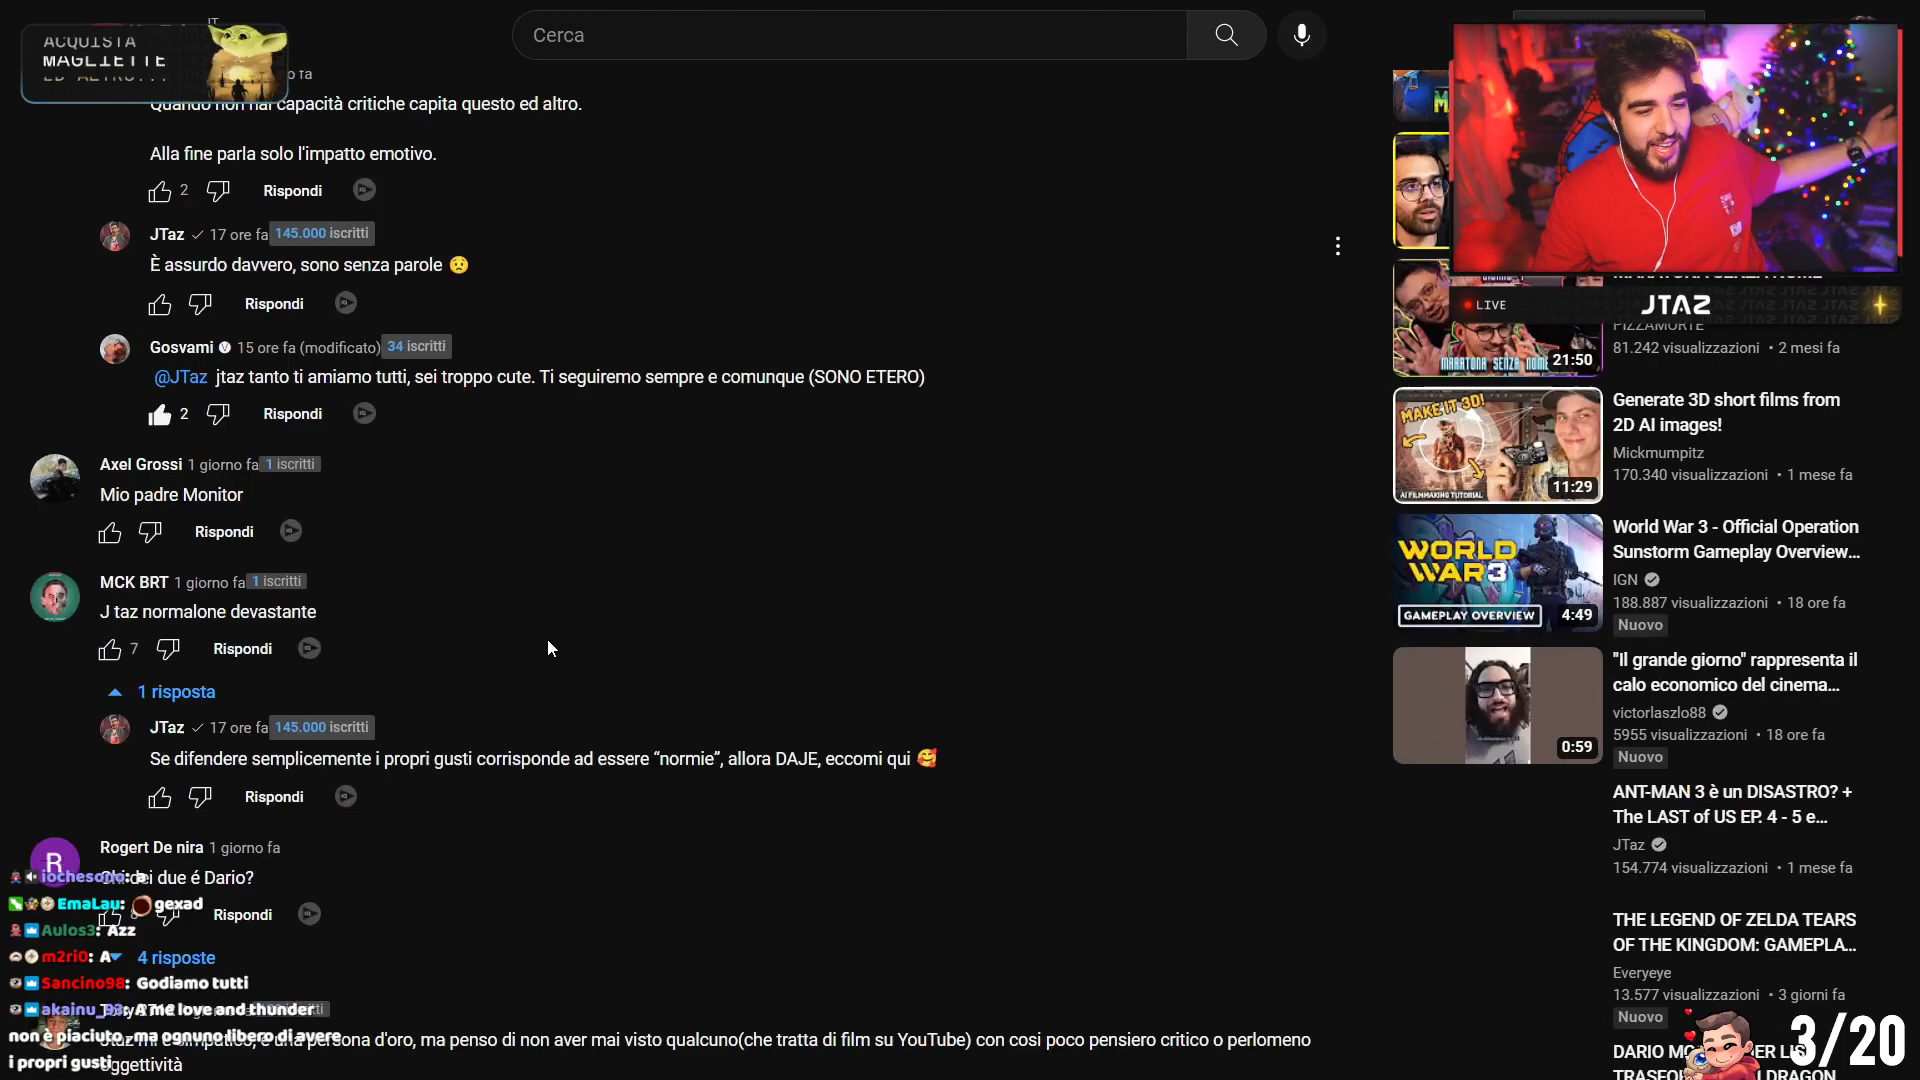 ACQUISTA
MAGLIETTE
Cerca
o fa
capacità critiche capita questo ed altro.
Alla fine parla solo l'impatto emotivo.
2
Rispondi
JTaz
17 ore fa
145.000 iscritti
È assurdo davvero, sono senza parole 😟
Rispondi
Gosvami
15 ore fa (modificato)
34 iscritti
@JTaz jtaz tanto ti amiamo tutti, sei troppo cute. Ti seguiremo sempre e comunque (SONO ETERO)
2
Rispondi
Axel Grossi
1 giorno fa
1 iscritti
Mio padre Monitor
Rispondi
MCK BRT
1 giorno fa
1 iscritti
J taz normalone devastante
7
Rispondi
1 risposta
JTaz
17 ore fa
145.000 iscritti
Se difendere semplicemente i propri gusti corrisponde ad essere “normie”, allora DAJE, eccomi qui 🥰
Rispondi
R
Rogert De nira 1 giorno fa
dei due é Dario?
Rispondi
4 risposte
persona d'oro, ma penso di non aver mai visto qualcuno(che tratta di film su YouTube) con cosi poco pensiero critico o perlomeno
oggettività
iochesono: a
EmaLau: gexad
Aulos3: Azz
m2ri0: A
Sancino98: Godiamo tutti
akainu_93: A me love and thunder
non è piaciuto, ma ognuno libero di avere
i propri gusti
LIVE
JTAZ
PIZZAMORTE
81.242 visualizzazioni • 2 mesi fa
MARATONA SENZA NOME
21:50
MAKE IT 3D!
AI FILMMAKING TUTORIAL
11:29
Generate 3D short films from
2D AI images!
Mickmumpitz
170.340 visualizzazioni • 1 mese fa
WORLD
WAR 3
GAMEPLAY OVERVIEW
4:49
World War 3 - Official Operation
Sunstorm Gameplay Overview...
IGN
188.887 visualizzazioni • 18 ore fa
Nuovo
0:59
"Il grande giorno" rappresenta il
calo economico del cinema...
victorlaszlo88
5955 visualizzazioni • 18 ore fa
Nuovo
ANT-MAN 3 è un DISASTRO? +
The LAST of US EP. 4 - 5 e...
JTaz
154.774 visualizzazioni • 1 mese fa
THE LEGEND OF ZELDA TEARS
OF THE KINGDOM: GAMEPLA...
Everyeye
13.577 visualizzazioni • 3 giorni fa
Nuovo
DARIO
3/20